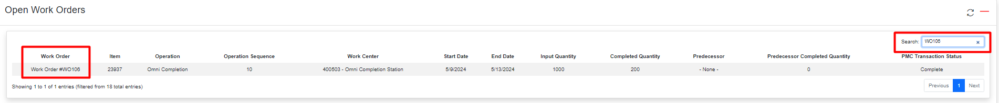 Open Work Orders
Search: WO106 ×
Work Order Item Operation Operation Sequence Work Center Start Date End Date Input Quantity Completed Quantity Predecessor Predecessor Completed Quantity PMC Transaction Status
Work Order #WO106 23937 Omni Completion 10 400503 - Omni Completion Station 5/9/2024 5/13/2024 1000 200 - None - 0 Complete
Showing 1 to 1 of 1 entries (filtered from 18 total entries)
Previous 1 Next